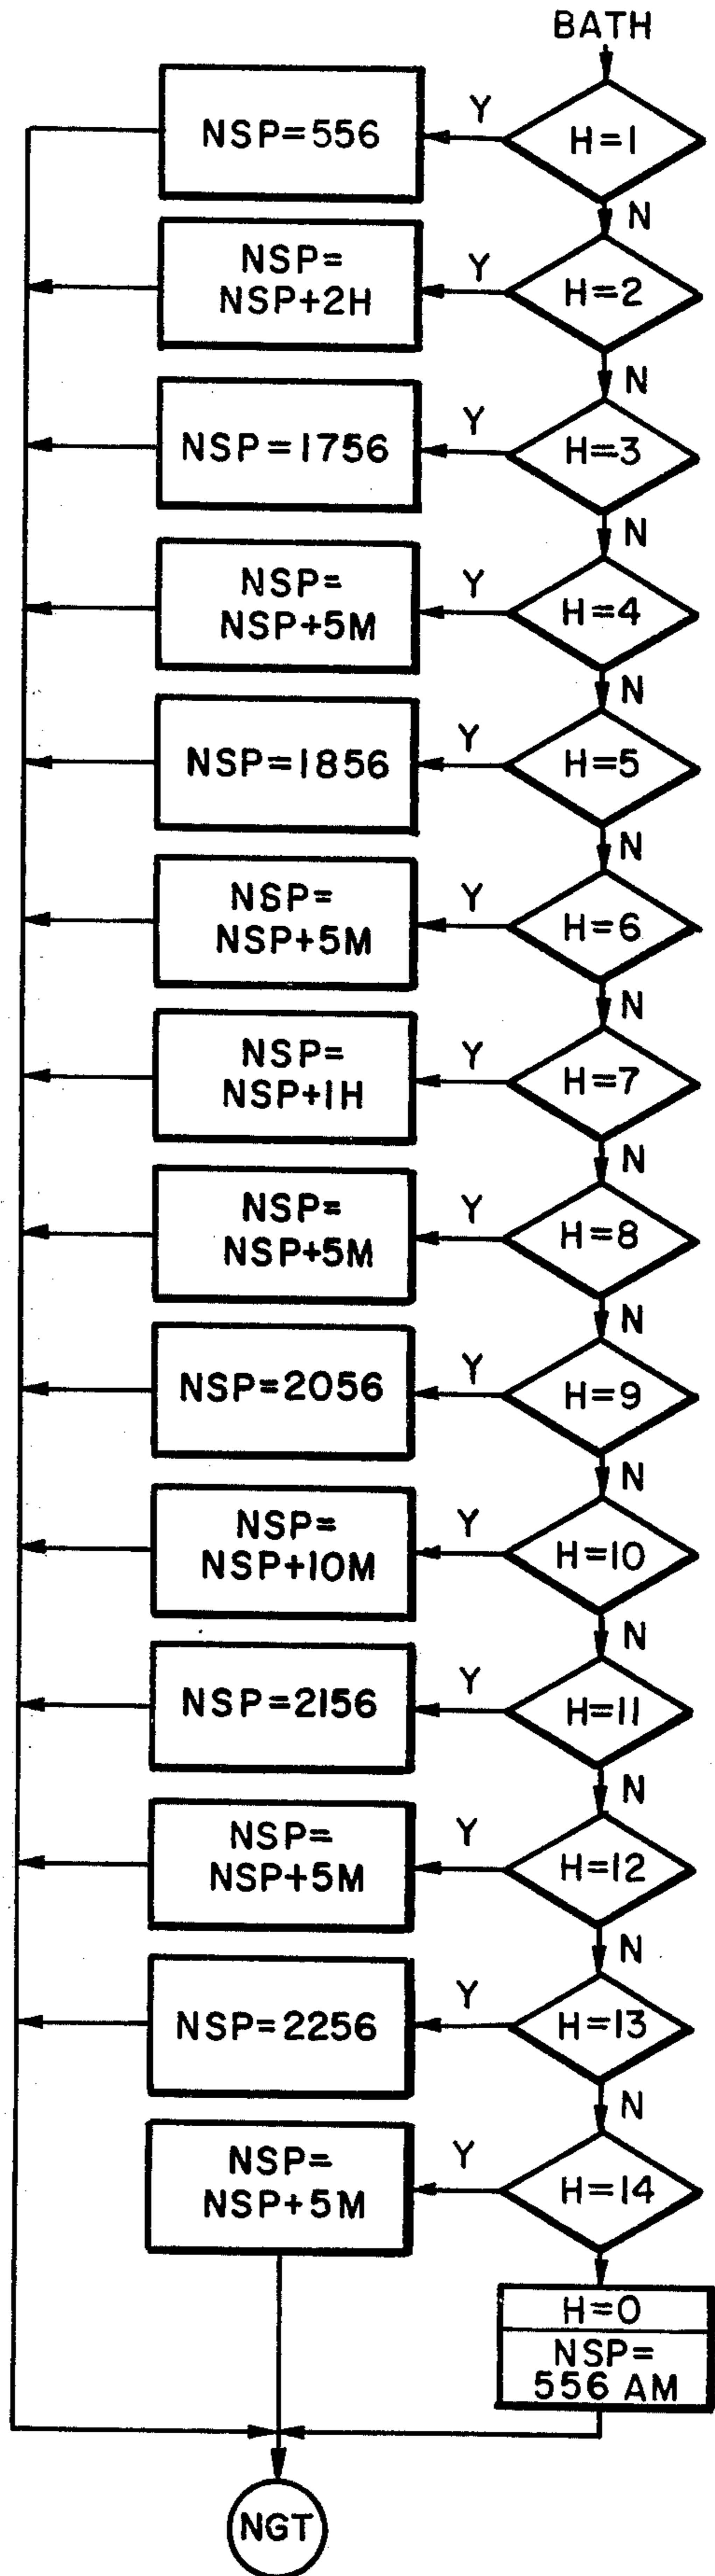 BATH
NSP=556
Y
H=1
N
NSP=
NSP+2H
Y
H=2
N
NSP=1756
Y
H=3
N
NSP=
NSP+5M
Y
H=4
N
NSP=1856
Y
H=5
N
NSP=
NSP+5M
Y
H=6
N
NSP=
NSP+1H
Y
H=7
N
NSP=
NSP+5M
Y
H=8
N
NSP=2056
Y
H=9
N
NSP=
NSP+10M
Y
H=10
N
NSP=2156
Y
H=11
N
NSP=
NSP+5M
Y
H=12
N
NSP=2256
Y
H=13
N
NSP=
NSP+5M
Y
H=14
H=0
NSP=
556 AM
NGT